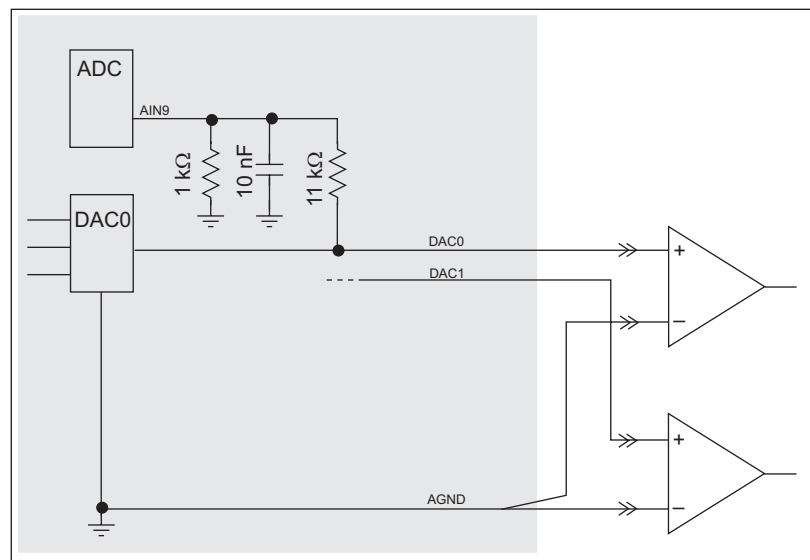 ADC
AIN9
1 kΩ
10 nF
11 kΩ
DAC0
DAC0
DAC1
+
−
+
AGND
−